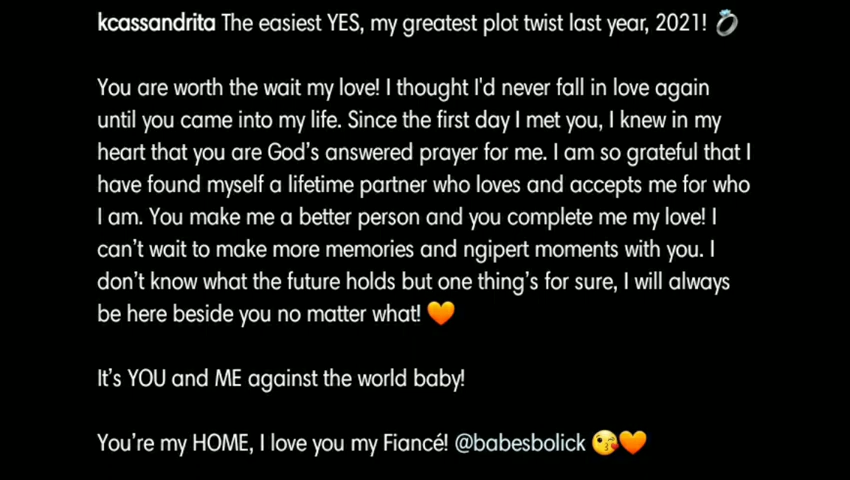 kcassandrita The easiest YES, my greatest plot twist last year, 2021! 💍
You are worth the wait my love! I thought I'd never fall in love again
until you came into my life. Since the first day I met you, I knew in my
heart that you are God's answered prayer for me. I am so grateful that I
have found myself a lifetime partner who loves and accepts me for who
I am. You make me a better person and you complete me my love! I
can't wait to make more memories and ngipert moments with you. I
don't know what the future holds but one thing's for sure, I will always
be here beside you no matter what! 🧡
It's YOU and ME against the world baby!
You're my HOME, I love you my Fiancé! @babesbolick 😘🧡